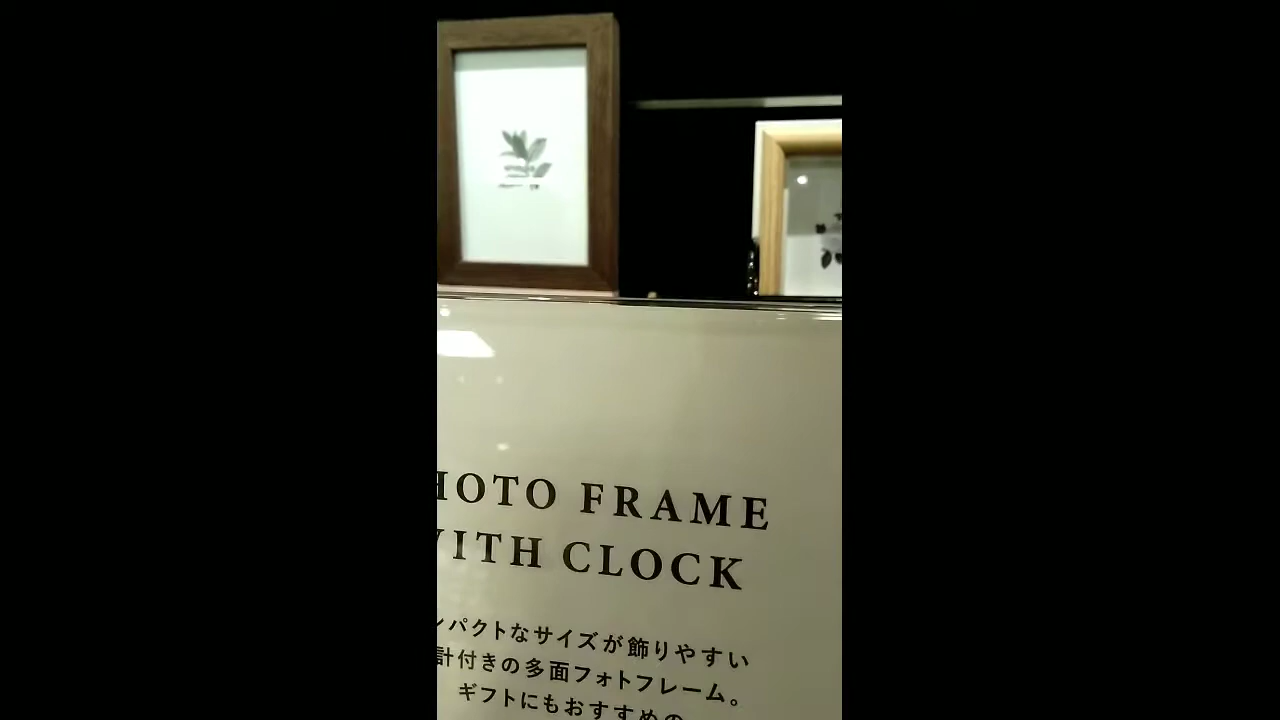 HOTO FRAME
WITH CLOCK
ンパクトなサイズが飾りやすい
計付きの多面フォトフレーム。
ギフトにもおすすめの